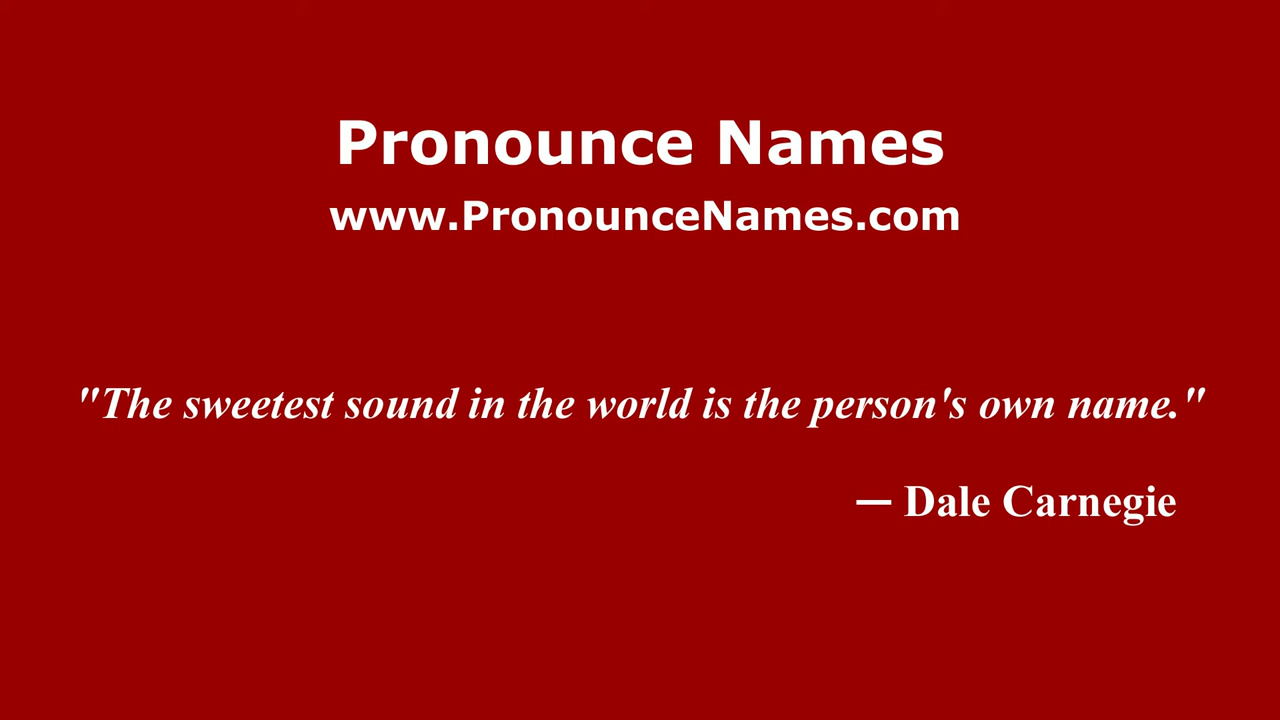 Pronounce Names
www.PronounceNames.com
"The sweetest sound in the world is the person's own name."
— Dale Carnegie